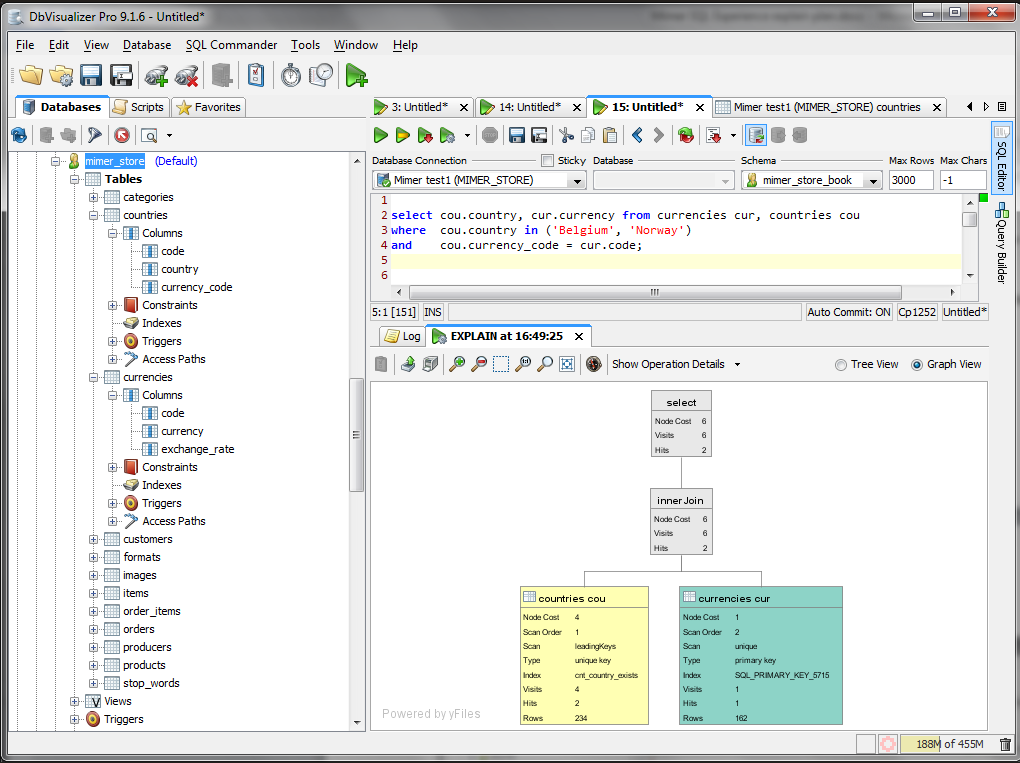 DbVisualizer Pro 9.1.6 - Untitled*
File Edit View Database SQL Commander Tools Window Help
Databases Scripts Favorites
3: Untitled* 14: Untitled* 15: Untitled* Mimer test1 (MIMER_STORE) countries
mimer_store (Default)
Tables
categories
countries
Columns
code
country
currency_code
Constraints
Indexes
Triggers
Access Paths
currencies
Columns
code
currency
exchange_rate
Constraints
Indexes
Triggers
Access Paths
customers
formats
images
items
order_items
orders
producers
products
stop_words
Views
Triggers
Database Connection Sticky Database Schema Max Rows Max Chars
Mimer test1 (MIMER_STORE) mimer_store_book 3000 -1
1
2 select cou.country, cur.currency from currencies cur, countries cou
3 where cou.country in ('Belgium', 'Norway')
4 and cou.currency_code = cur.code;
5
6
5:1 [151] INS Auto Commit: ON Cp1252 Untitled*
SQL Editor
Query Builder
Log EXPLAIN at 16:49:25
Show Operation Details Tree View Graph View
select
Node Cost 6
Visits 6
Hits 2
innerJoin
Node Cost 6
Visits 6
Hits 2
countries cou
Node Cost 4
Scan Order 1
Scan leadingKeys
Type unique key
Index cnt_country_exists
Visits 4
Hits 2
Rows 234
currencies cur
Node Cost 1
Scan Order 2
Scan unique
Type primary key
Index SQL_PRIMARY_KEY_5715
Visits 1
Hits 1
Rows 162
Powered by yFiles
188M of 455M